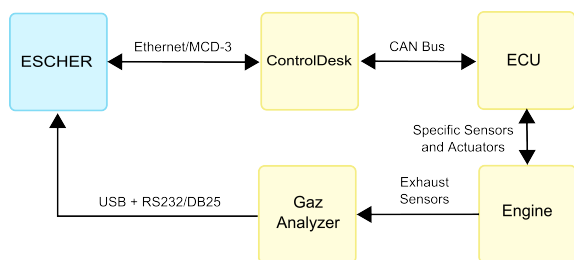 Ethernet/MCD-3
CAN Bus
ESCHER
ControlDesk
ECU
Specific Sensors
and Actuators
Exhaust
Sensors
USB + RS232/DB25
Gaz
Analyzer
Engine